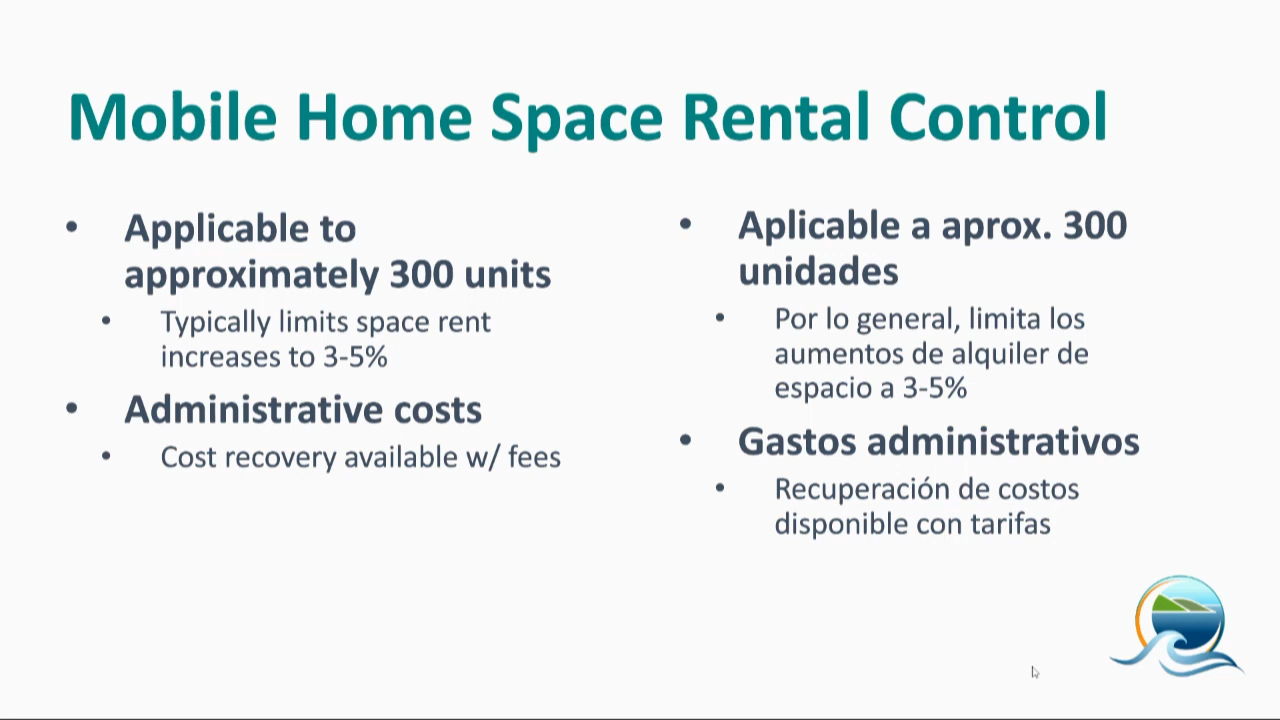 Mobile Home Space Rental Control
• Applicable to
approximately 300 units
• Typically limits space rent
increases to 3-5%
• Administrative costs
• Cost recovery available w/ fees
• Aplicable a aprox. 300
unidades
• Por lo general, limita los
aumentos de alquiler de
espacio a 3-5%
• Gastos administrativos
• Recuperación de costos
disponible con tarifas